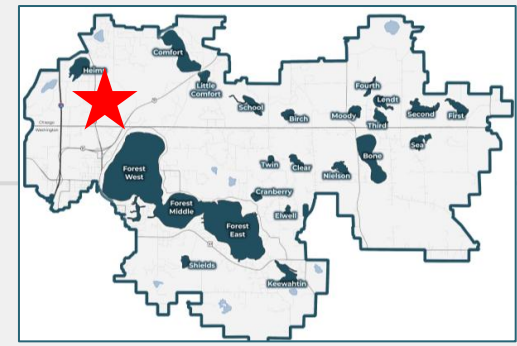 Comfort
Heims
Little
Comfort
School
Birch
Fourth
Lendt
Moody
Third
Second
First
Sea
Bone
Chisago
Washington
Forest
West
Twin
Clear
Nielson
Cranberry
Forest
Middle
Elwell
Forest
East
Shields
Keewahtin